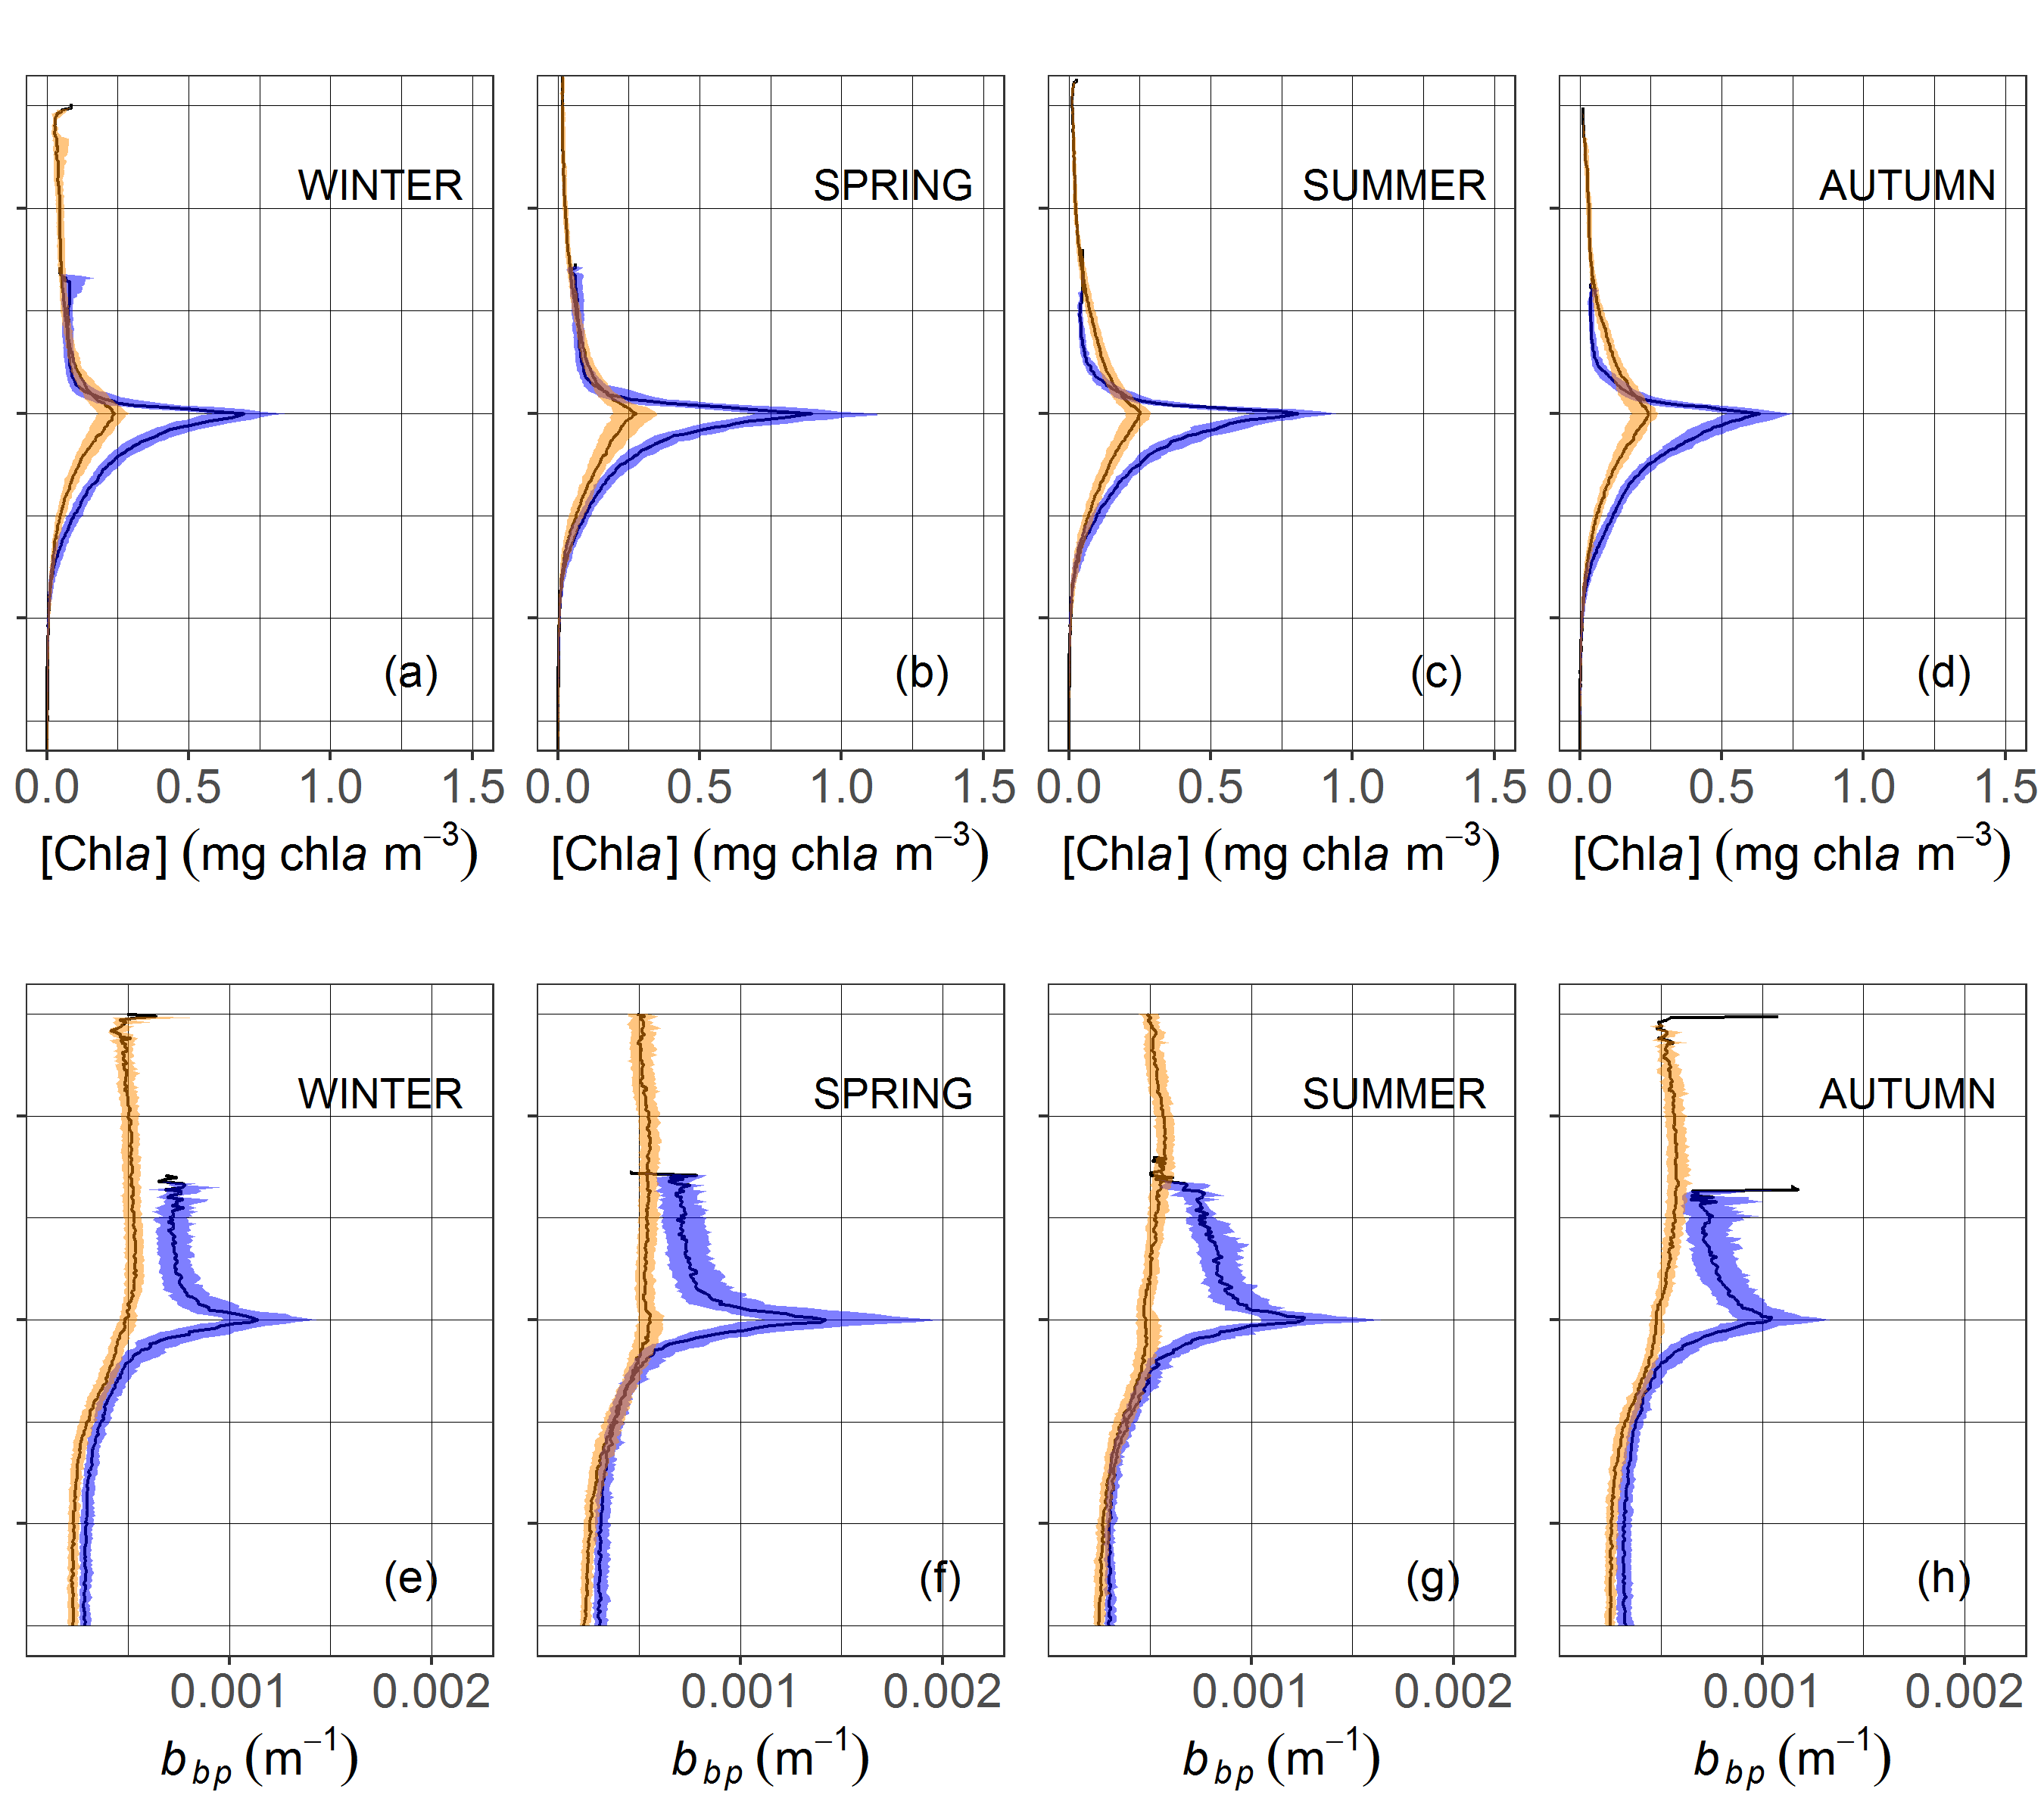 WINTER SPRING SUMMER AUTUMN
(a) (b) (c) (d)
0.0 0.5 1.0 1.5 0.0 0.5 1.0 1.5 0.0 0.5 1.0 1.5 0.0 0.5 1.0 1.5
[Chla] (mg chla m−3) [Chla] (mg chla m−3) [Chla] (mg chla m−3) [Chla] (mg chla m−3)
WINTER SPRING SUMMER AUTUMN
(e) (f) (g) (h)
0.001 0.002 0.001 0.002 0.001 0.002 0.001 0.002
bbp (m−1) bbp (m−1) bbp (m−1) bbp (m−1)